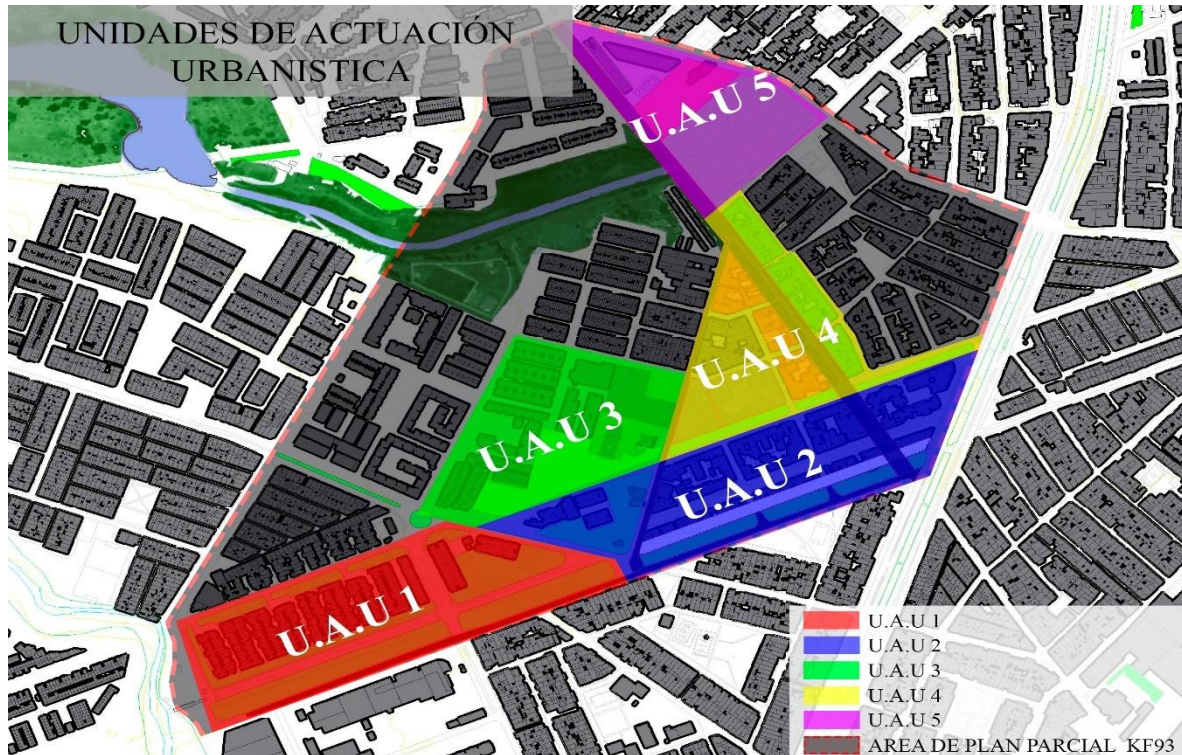 UNIDADES DE ACTUACIÓN
URBANISTICA
U.A.U 5
U.A.U 4
U.A.U 3
U.A.U 2
U.A.U 1
U.A.U 1
U.A.U 2
U.A.U 3
U.A.U 4
U.A.U 5
AREA DE PLAN PARCIAL . KF93